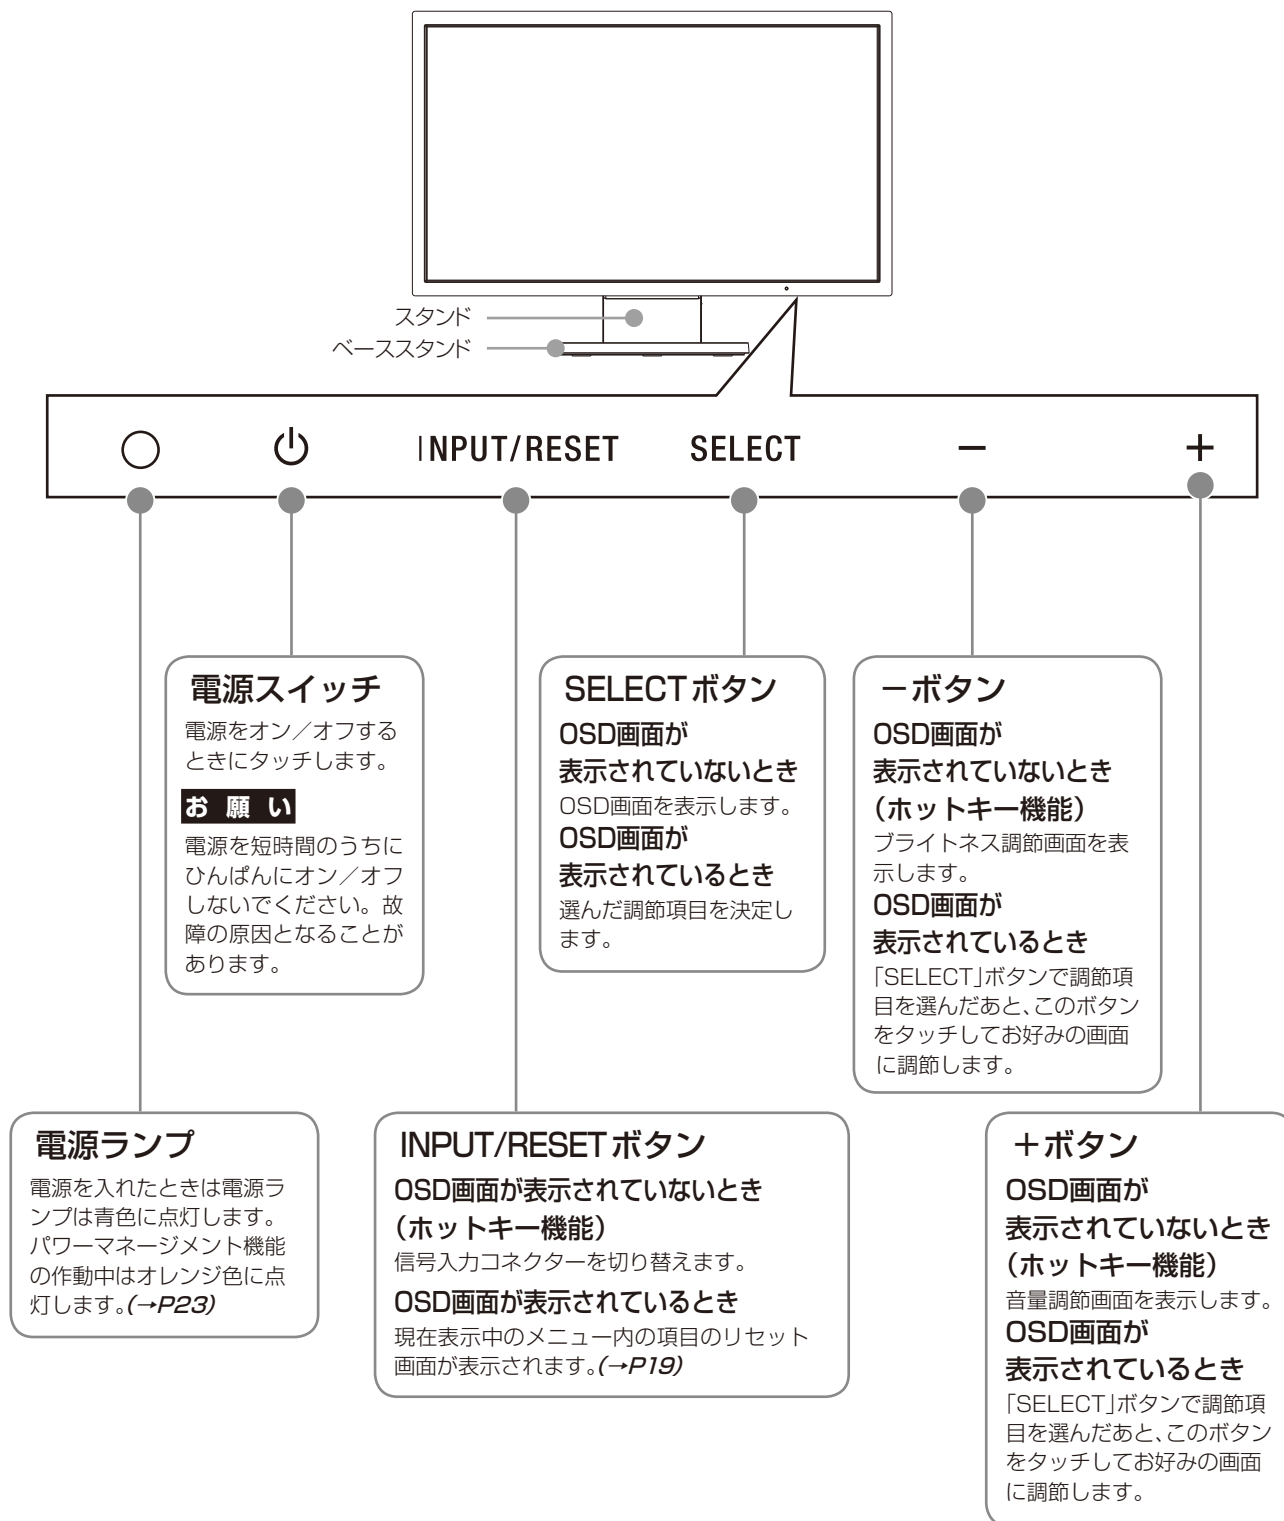 スタンド
ベーススタンド
INPUT/RESET
SELECT
−
+
電源スイッチ
電源をオン／オフする
ときにタッチします。
お 願 い
電源を短時間のうちに
ひんぱんにオン／オフ
しないでください。故
障の原因となることが
あります。
SELECTボタン
OSD画面が
表示されていないとき
OSD画面を表示します。
OSD画面が
表示されているとき
選んだ調節項目を決定し
ます。
−ボタン
OSD画面が
表示されていないとき
（ホットキー機能）
ブライトネス調節画面を表
示します。
OSD画面が
表示されているとき
「SELECT」ボタンで調節項
目を選んだあと、このボタン
をタッチしてお好みの画面
に調節します。
電源ランプ
電源を入れたときは電源ラ
ンプは青色に点灯します。
パワーマネージメント機能
の作動中はオレンジ色に点
灯します。(→P23)
INPUT/RESETボタン
OSD画面が表示されていないとき
（ホットキー機能）
信号入力コネクターを切り替えます。
OSD画面が表示されているとき
現在表示中のメニュー内の項目のリセット
画面が表示されます。(→P19)
＋ボタン
OSD画面が
表示されていないとき
（ホットキー機能）
音量調節画面を表示します。
OSD画面が
表示されているとき
「SELECT」ボタンで調節項
目を選んだあと、このボタン
をタッチしてお好みの画面
に調節します。